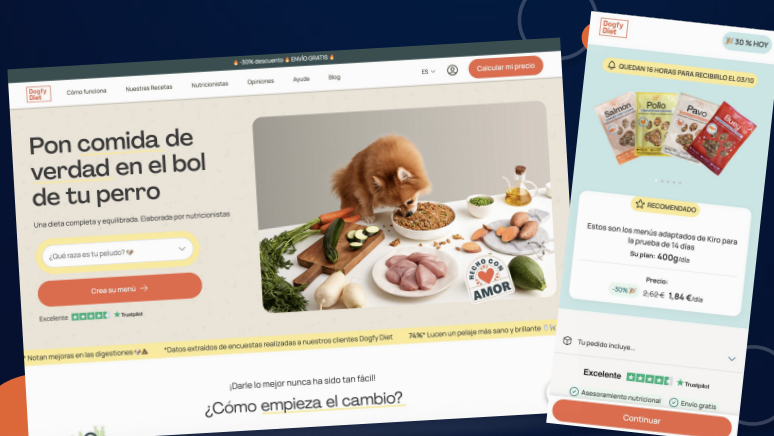 -30% descuento ENVÍO GRATIS
Dogfy Diet
Cómo funciona
Nuestras Recetas
Nutricionistas
Opiniones
Ayuda
Blog
ES
Calcular mi precio
Pon comida de
verdad en el bol
de tu perro
Una dieta completa y equilibrada. Elaborada por nutricionistas
¿Qué raza es tu peludo?
Crea su menú →
Excelente
Trustpilot
HECHO CON
AMOR
* Notan mejoras en las digestiones
*Datos extraídos de encuestas realizadas a nuestros clientes Dogfy Diet
74%* Lucen un pelaje más sano y brillante
¡Darle lo mejor nunca ha sido tan fácil!
¿Cómo empieza el cambio?
Dogfy
Diet
30 % HOY
QUEDAN 16 HORAS PARA RECIBIRLO EL 03/10
Salmón
Pollo
Pavo
Buey
RECOMENDADO
Estos son los menús adaptados de Kiro para
la prueba de 14 días
Su plan: 400g/día
Precio:
-30% 2,62 € 1,84 €/día
Tu pedido incluye...
Excelente
Trustpilot
Asesoramiento nutricional
Envío gratis
Continuar